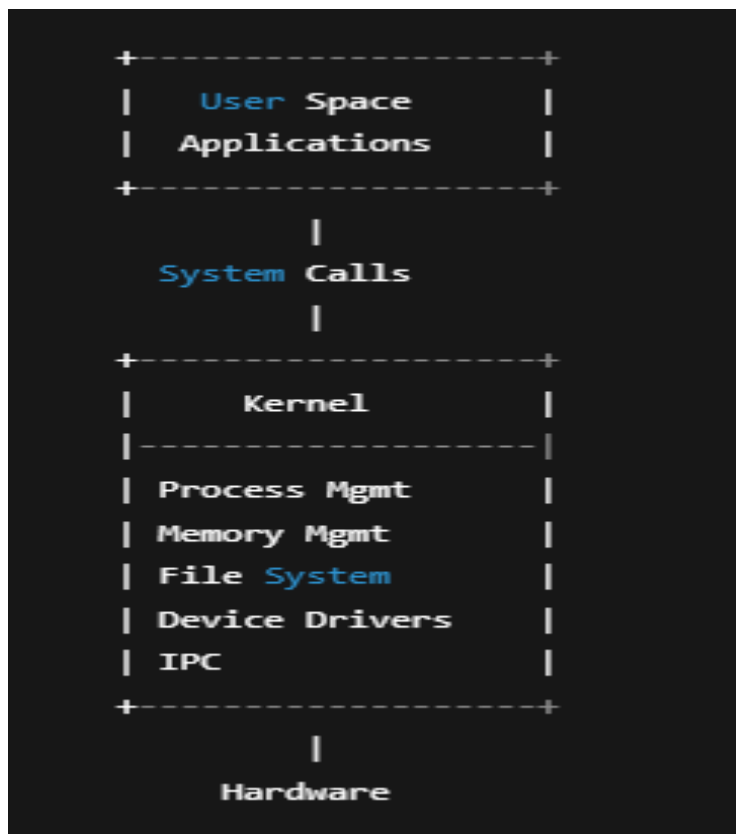 +-------------------+
| User Space |
| Applications |
+-------------------+
|
System Calls
|
+-------------------+
| Kernel |
|-------------------|
| Process Mgmt |
| Memory Mgmt |
| File System |
| Device Drivers |
| IPC |
+-------------------+
|
Hardware